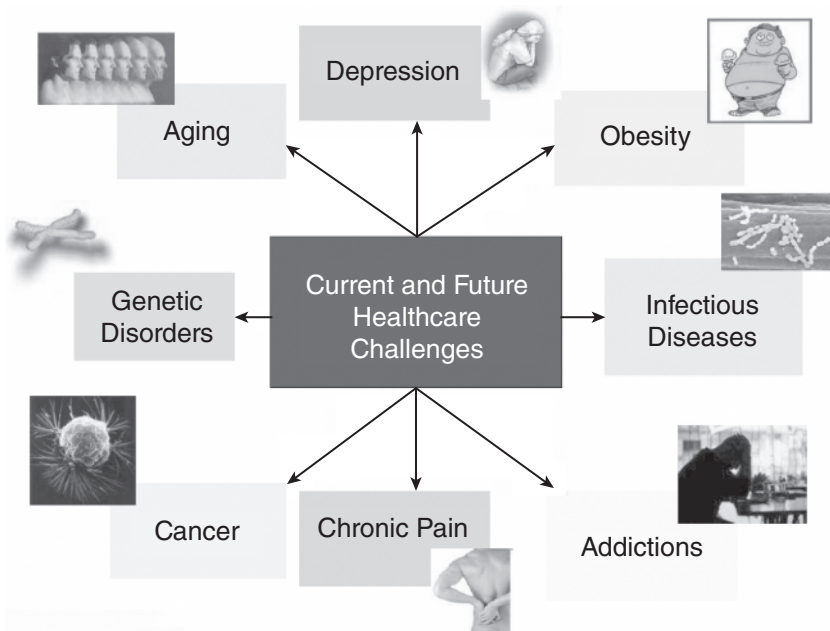 Depression
Aging
Obesity
Current and Future
Healthcare
Challenges
Genetic
Disorders
Infectious
Diseases
Cancer
Chronic Pain
Addictions